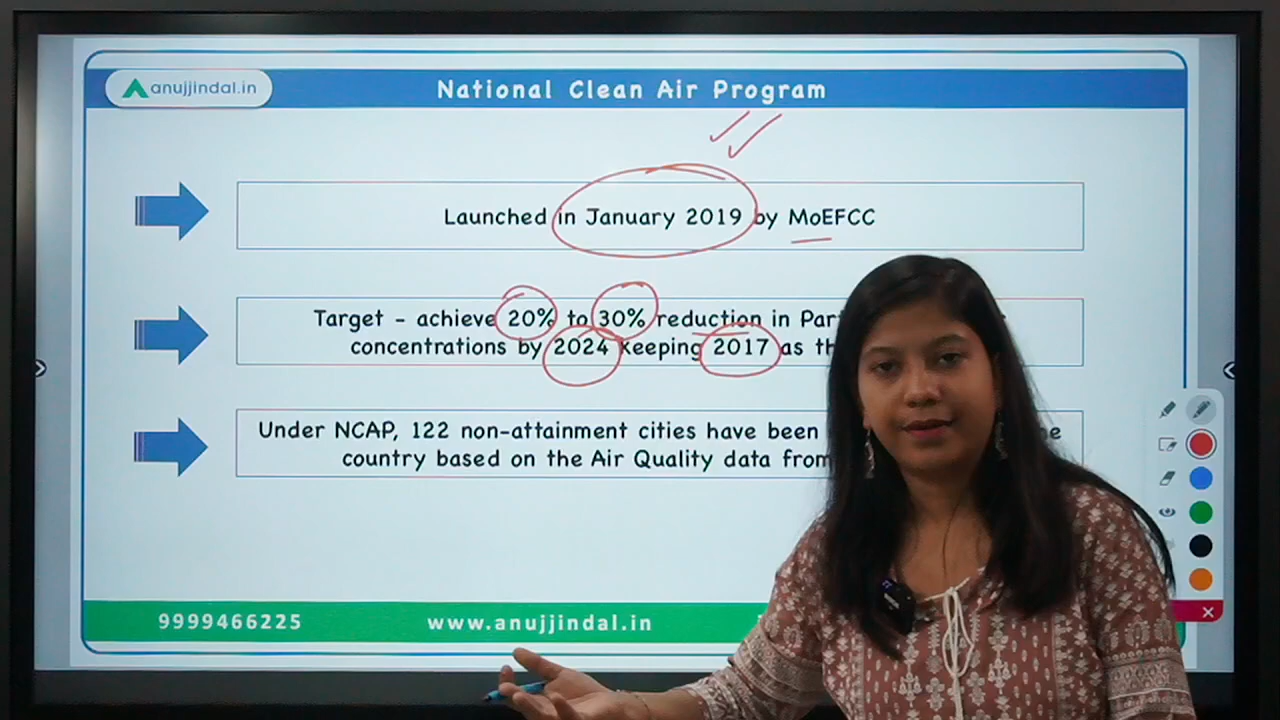 anujjindal.in
National Clean Air Program
Launched in January 2019 by MoEFCC
Target - achieve 20% to 30% reduction in
concentrations by 2024 keeping 2017 as
Under NCAP, 122 non-attainment cities have been
country based on the Air Quality data from
9999466225
www.anujjindal.in